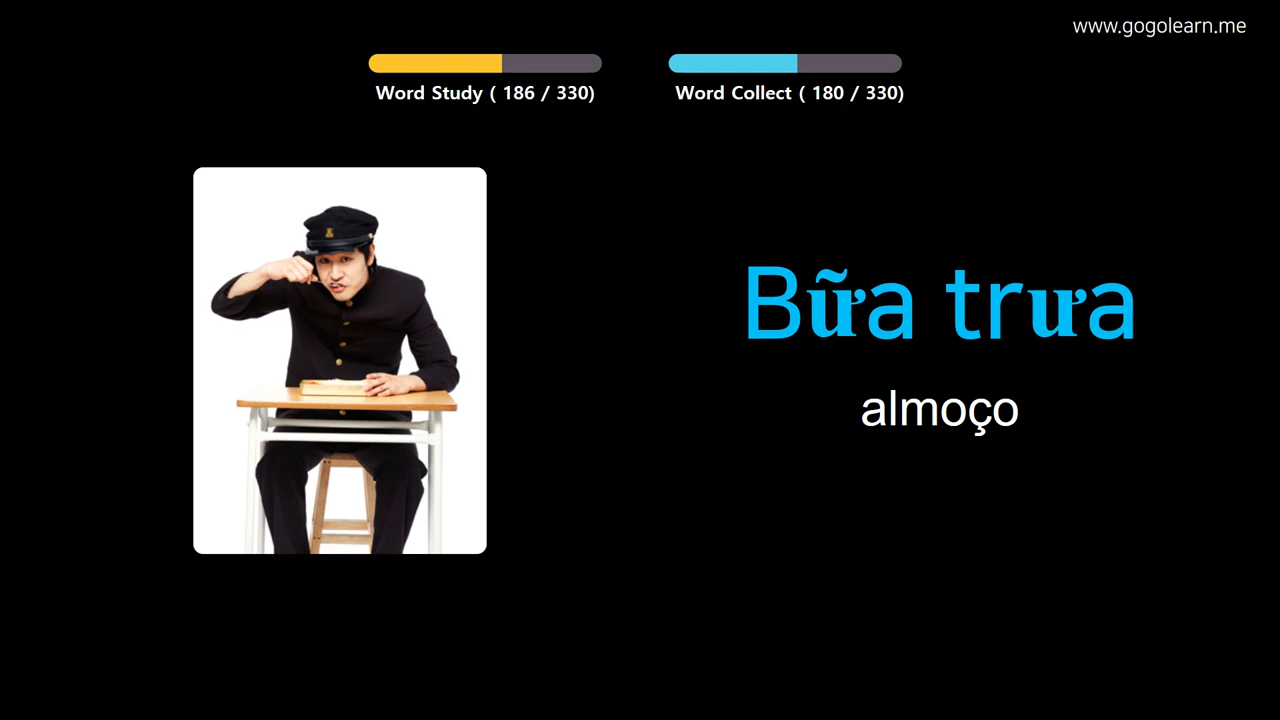 www.gogolearn.me
Word Study ( 186 / 330)
Word Collect ( 180 / 330)
Bữa trưa
almoço